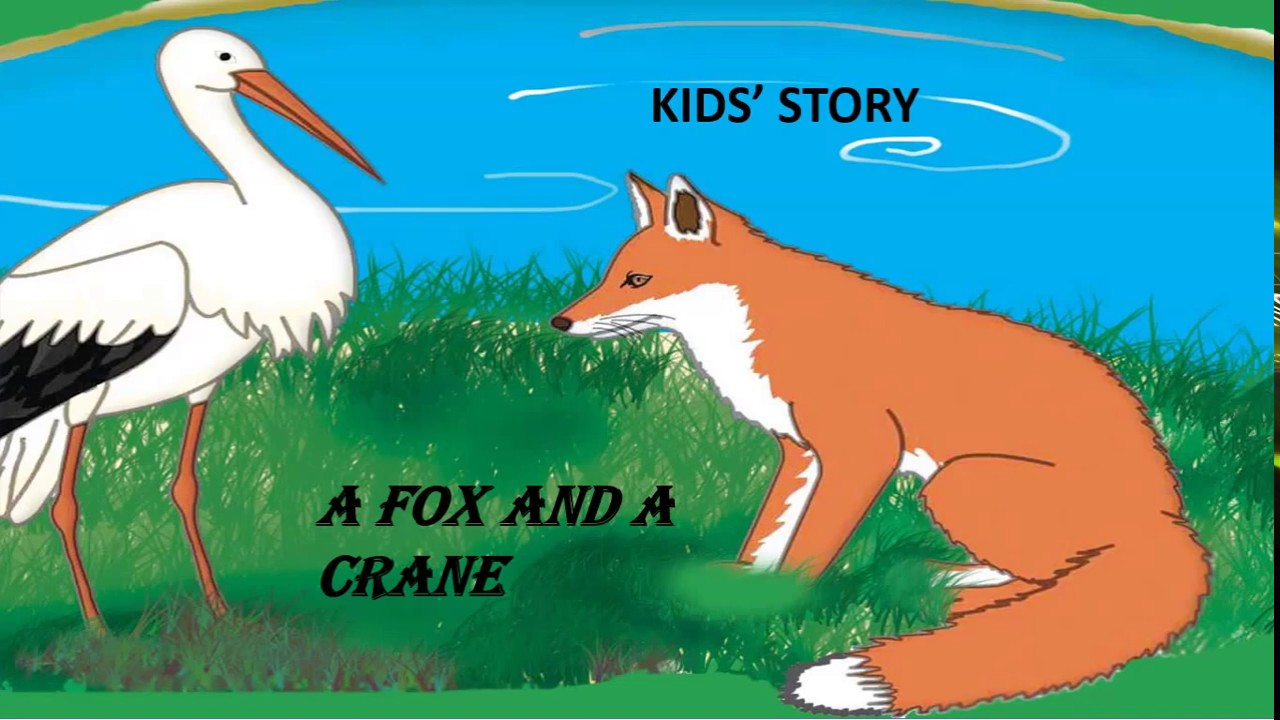 KIDS’ STORY
A FOX AND A
CRANE